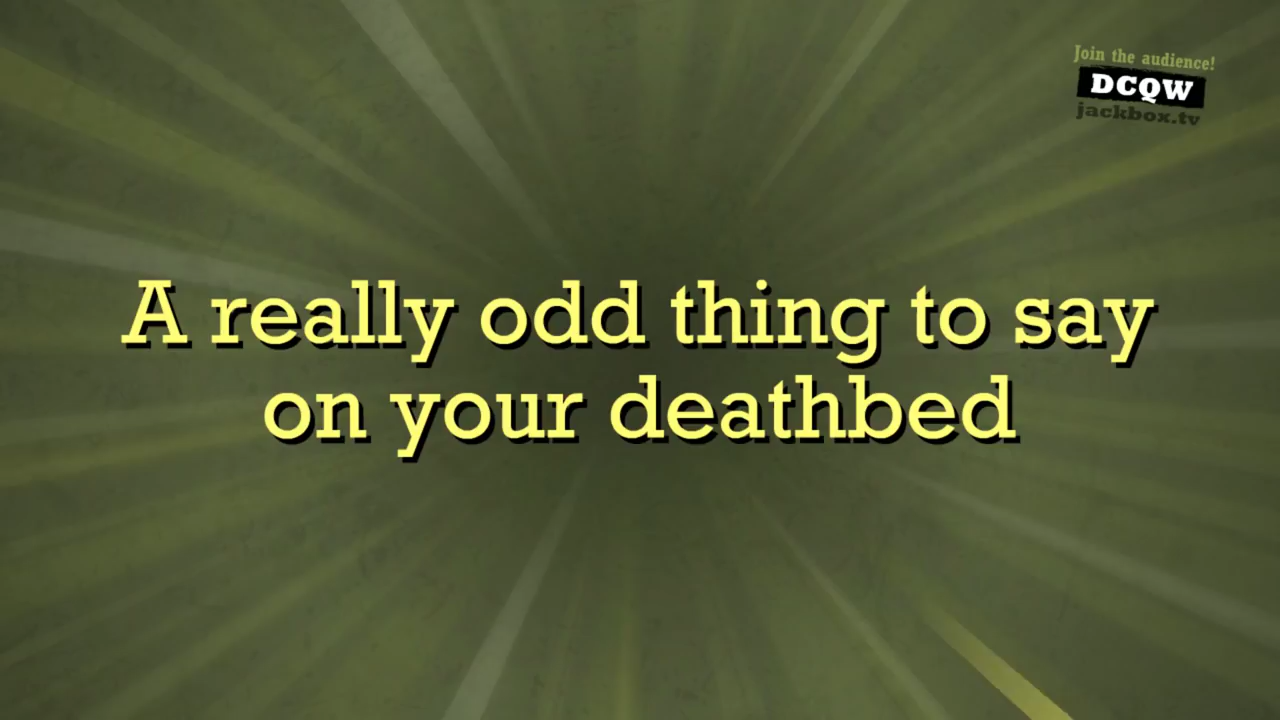 Join the audience!
DCQW
jackbox.tv
A really odd thing to say
on your deathbed